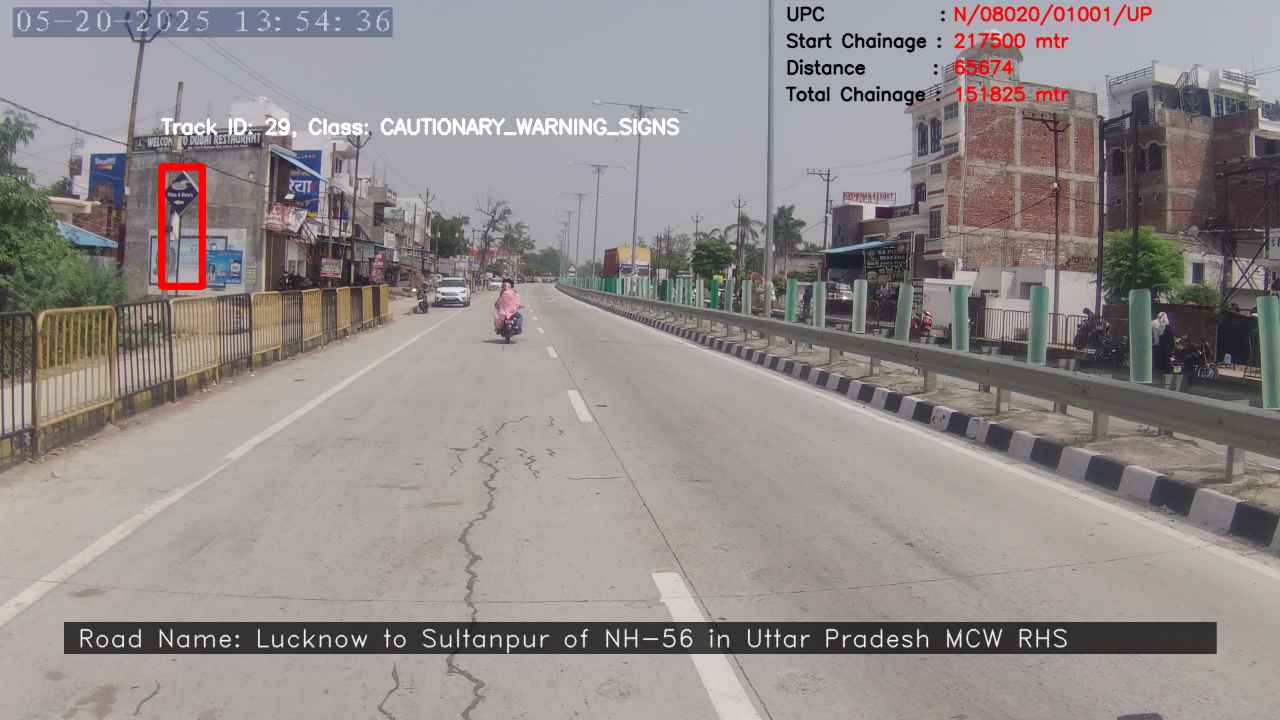 05-20-2025 13:54:36
UPC : N/08020/01001/UP
Start Chainage : 217500 mtr
Distance : 65674
Total Chainage : 151825 mtr
Track ID: 29, Class: CAUTIONARY_WARNING_SIGNS
WELCOME TO DUBAI RESTAURANT
रिया
Road Name: Lucknow to Sultanpur of NH-56 in Uttar Pradesh MCW RHS